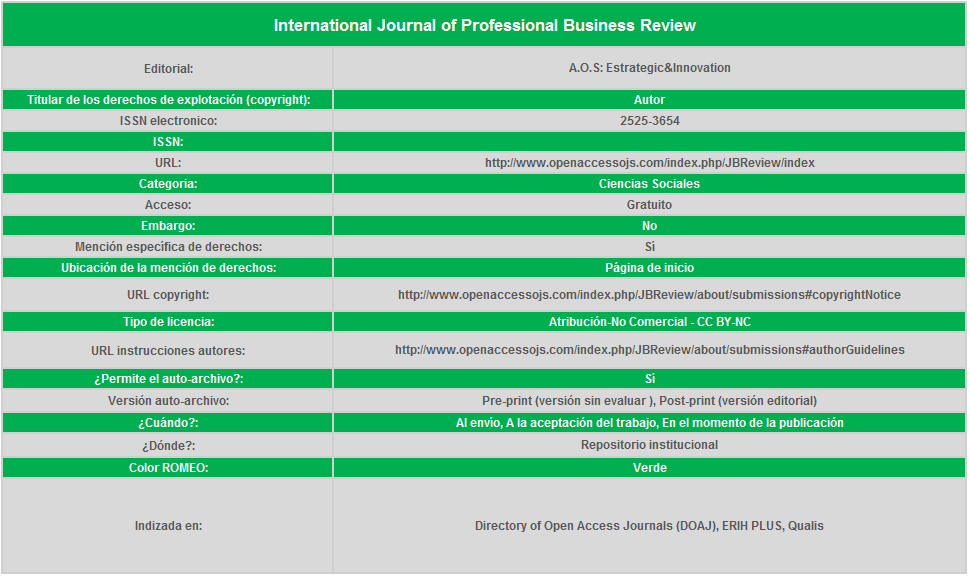 International Journal of Professional Business Review
Editorial: A.O.S: Estrategic&Innovation
Titular de los derechos de explotación (copyright): Autor
ISSN electronico: 2525-3654
ISSN:
URL: http://www.openaccessojs.com/index.php/JBReview/index
Categoria: Ciencias Sociales
Acceso: Gratuito
Embargo: No
Mención específica de derechos: Sí
Ubicación de la mención de derechos: Página de inicio
URL copyright: http://www.openaccessojs.com/index.php/JBReview/about/submissions#copyrightNotice
Tipo de licencia: Atribución-No Comercial - CC BY-NC
URL instrucciones autores: http://www.openaccessojs.com/index.php/JBReview/about/submissions#authorGuidelines
¿Permite el auto-archivo?: Sí
Versión auto-archivo: Pre-print (versión sin evaluar ), Post-print (versión editorial)
¿Cuándo?: Al envío, A la aceptación del trabajo, En el momento de la publicación
¿Dónde?: Repositorio institucional
Color ROMEO: Verde
Indizada en: Directory of Open Access Journals (DOAJ), ERIH PLUS, Qualis